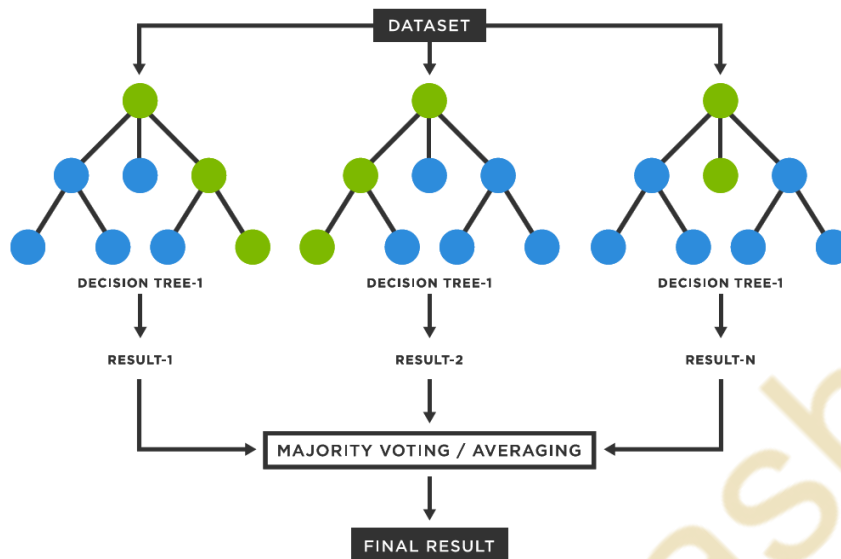 DATASET
DECISION TREE-1
DECISION TREE-1
DECISION TREE-1
RESULT-1
RESULT-2
RESULT-N
MAJORITY VOTING / AVERAGING
FINAL RESULT